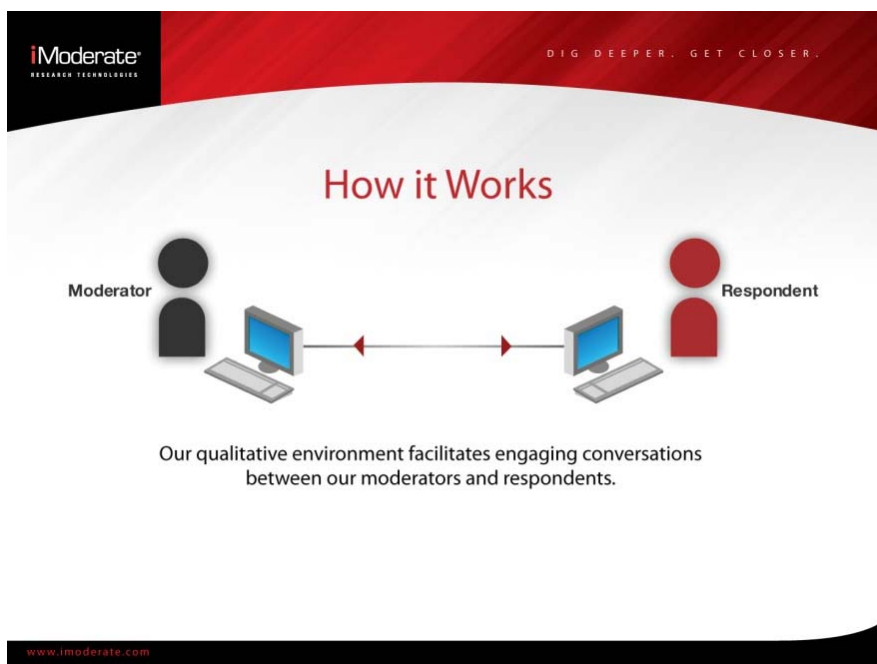 iModerate®
RESEARCH TECHNOLOGIES
DIG DEEPER. GET CLOSER.
How it Works
Moderator
Respondent
Our qualitative environment facilitates engaging conversations
between our moderators and respondents.
www.imoderate.com